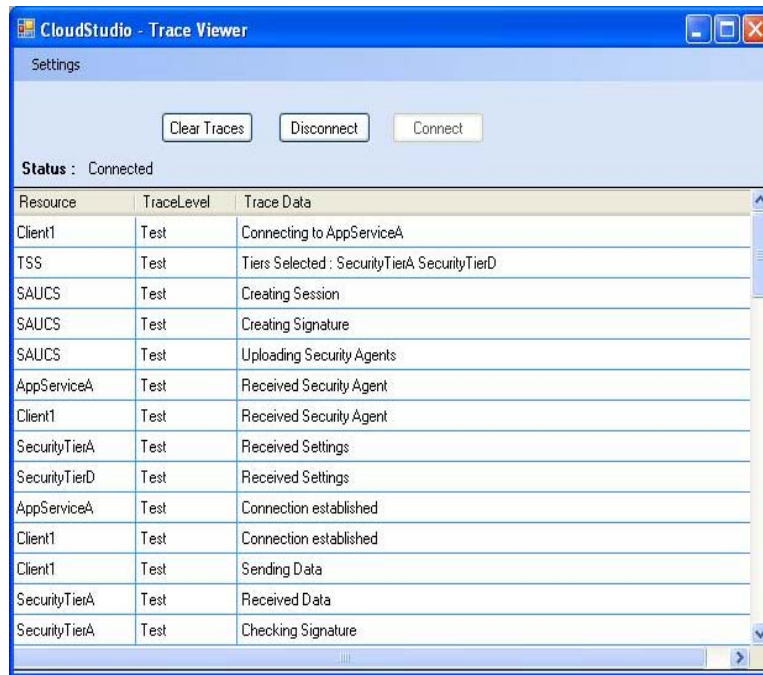 CloudStudio - Trace Viewer
Settings
Clear Traces Disconnect Connect
Status : Connected
Resource TraceLevel Trace Data
Client1 Test Connecting to AppServiceA
TSS Test Tiers Selected : SecurityTierA SecurityTierD
SAUCS Test Creating Session
SAUCS Test Creating Signature
SAUCS Test Uploading Security Agents
AppServiceA Test Received Security Agent
Client1 Test Received Security Agent
SecurityTierA Test Received Settings
SecurityTierD Test Received Settings
AppServiceA Test Connection established
Client1 Test Connection established
Client1 Test Sending Data
SecurityTierA Test Received Data
SecurityTierA Test Checking Signature